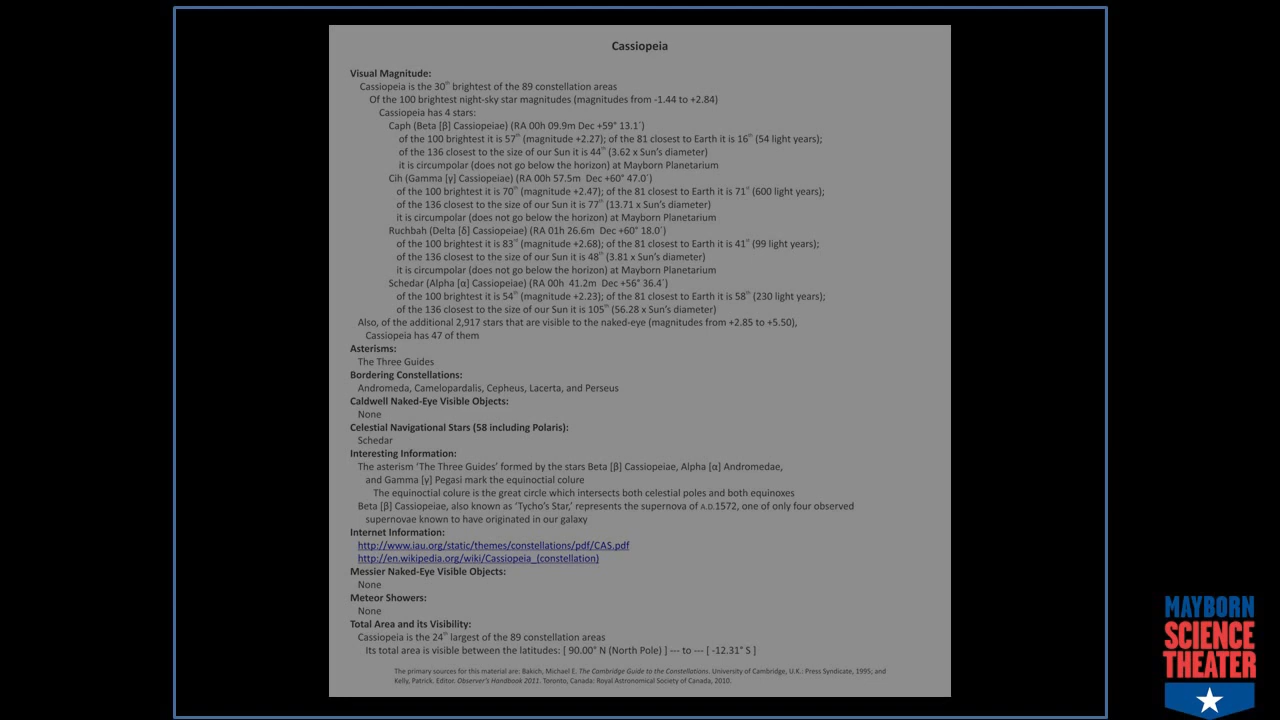 Cassiopeia
Visual Magnitude:
Cassiopeia is the 30th brightest of the 89 constellation areas
Of the 100 brightest night-sky star magnitudes (magnitudes from -1.44 to +2.84)
Cassiopeia has 4 stars:
Caph (Beta [β] Cassiopeiae) (RA 00h 09.9m Dec +59° 13.1´)
of the 100 brightest it is 57th (magnitude +2.27); of the 81 closest to Earth it is 16th (54 light years);
of the 136 closest to the size of our Sun it is 44th (3.62 x Sun's diameter)
it is circumpolar (does not go below the horizon) at Mayborn Planetarium
Cih (Gamma [γ] Cassiopeiae) (RA 00h 57.5m  Dec +60° 47.0´)
of the 100 brightest it is 70th (magnitude +2.47); of the 81 closest to Earth it is 71st (600 light years);
of the 136 closest to the size of our Sun it is 77th (13.71 x Sun's diameter)
it is circumpolar (does not go below the horizon) at Mayborn Planetarium
Ruchbah (Delta [δ] Cassiopeiae) (RA 01h 26.6m  Dec +60° 18.0´)
of the 100 brightest it is 83rd (magnitude +2.68); of the 81 closest to Earth it is 41st (99 light years);
of the 136 closest to the size of our Sun it is 48th (3.81 x Sun's diameter)
it is circumpolar (does not go below the horizon) at Mayborn Planetarium
Schedar (Alpha [α] Cassiopeiae) (RA 00h  41.2m  Dec +56° 36.4´)
of the 100 brightest it is 54th (magnitude +2.23); of the 81 closest to Earth it is 58th (230 light years);
of the 136 closest to the size of our Sun it is 105th (56.28 x Sun's diameter)
Also, of the additional 2,917 stars that are visible to the naked-eye (magnitudes from +2.85 to +5.50),
Cassiopeia has 47 of them
Asterisms:
The Three Guides
Bordering Constellations:
Andromeda, Camelopardalis, Cepheus, Lacerta, and Perseus
Caldwell Naked-Eye Visible Objects:
None
Celestial Navigational Stars (58 including Polaris):
Schedar
Interesting Information:
The asterism 'The Three Guides' formed by the stars Beta [β] Cassiopeiae, Alpha [α] Andromedae,
and Gamma [γ] Pegasi mark the equinoctial colure
The equinoctial colure is the great circle which intersects both celestial poles and both equinoxes
Beta [β] Cassiopeiae, also known as 'Tycho's Star,' represents the supernova of A.D.1572, one of only four observed
supernovae known to have originated in our galaxy
Internet Information:
http://www.iau.org/static/themes/constellations/pdf/CAS.pdf
http://en.wikipedia.org/wiki/Cassiopeia_(constellation)
Messier Naked-Eye Visible Objects:
None
Meteor Showers:
None
Total Area and its Visibility:
Cassiopeia is the 24th largest of the 89 constellation areas
Its total area is visible between the latitudes: [ 90.00° N (North Pole) ] --- to --- [ -12.31° S ]
The primary sources for this material are: Bakich, Michael E. The Cambridge Guide to the Constellations. University of Cambridge, U.K.: Press Syndicate, 1995; and
Kelly, Patrick. Editor. Observer's Handbook 2011. Toronto, Canada: Royal Astronomical Society of Canada, 2010.
MAYBORN
SCIENCE
THEATER